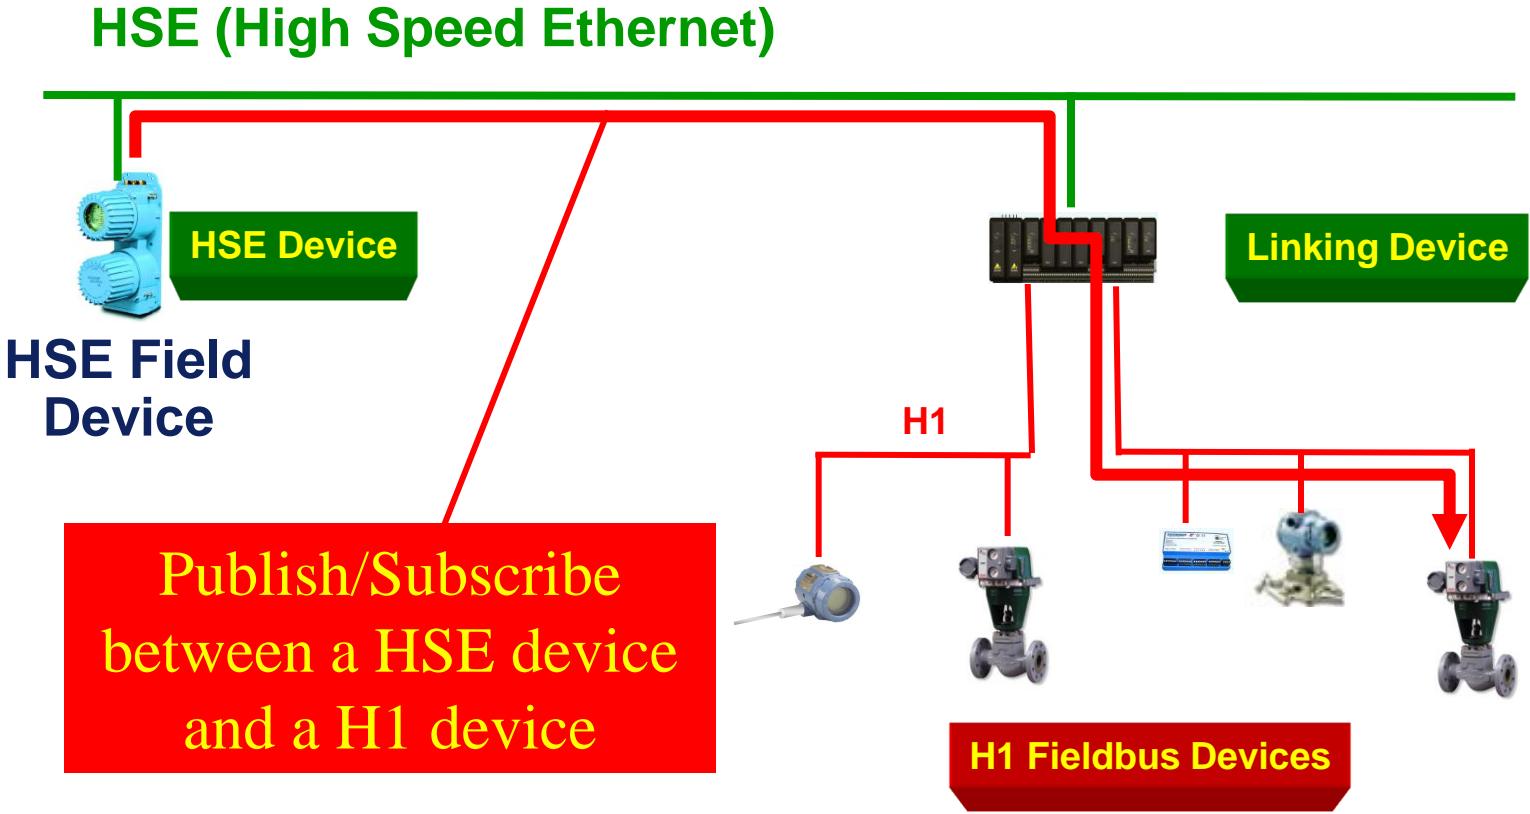 HSE (High Speed Ethernet)
HSE Device
Linking Device
HSE Field
Device
H1
Publish/Subscribe
between a HSE device
and a H1 device
H1 Fieldbus Devices